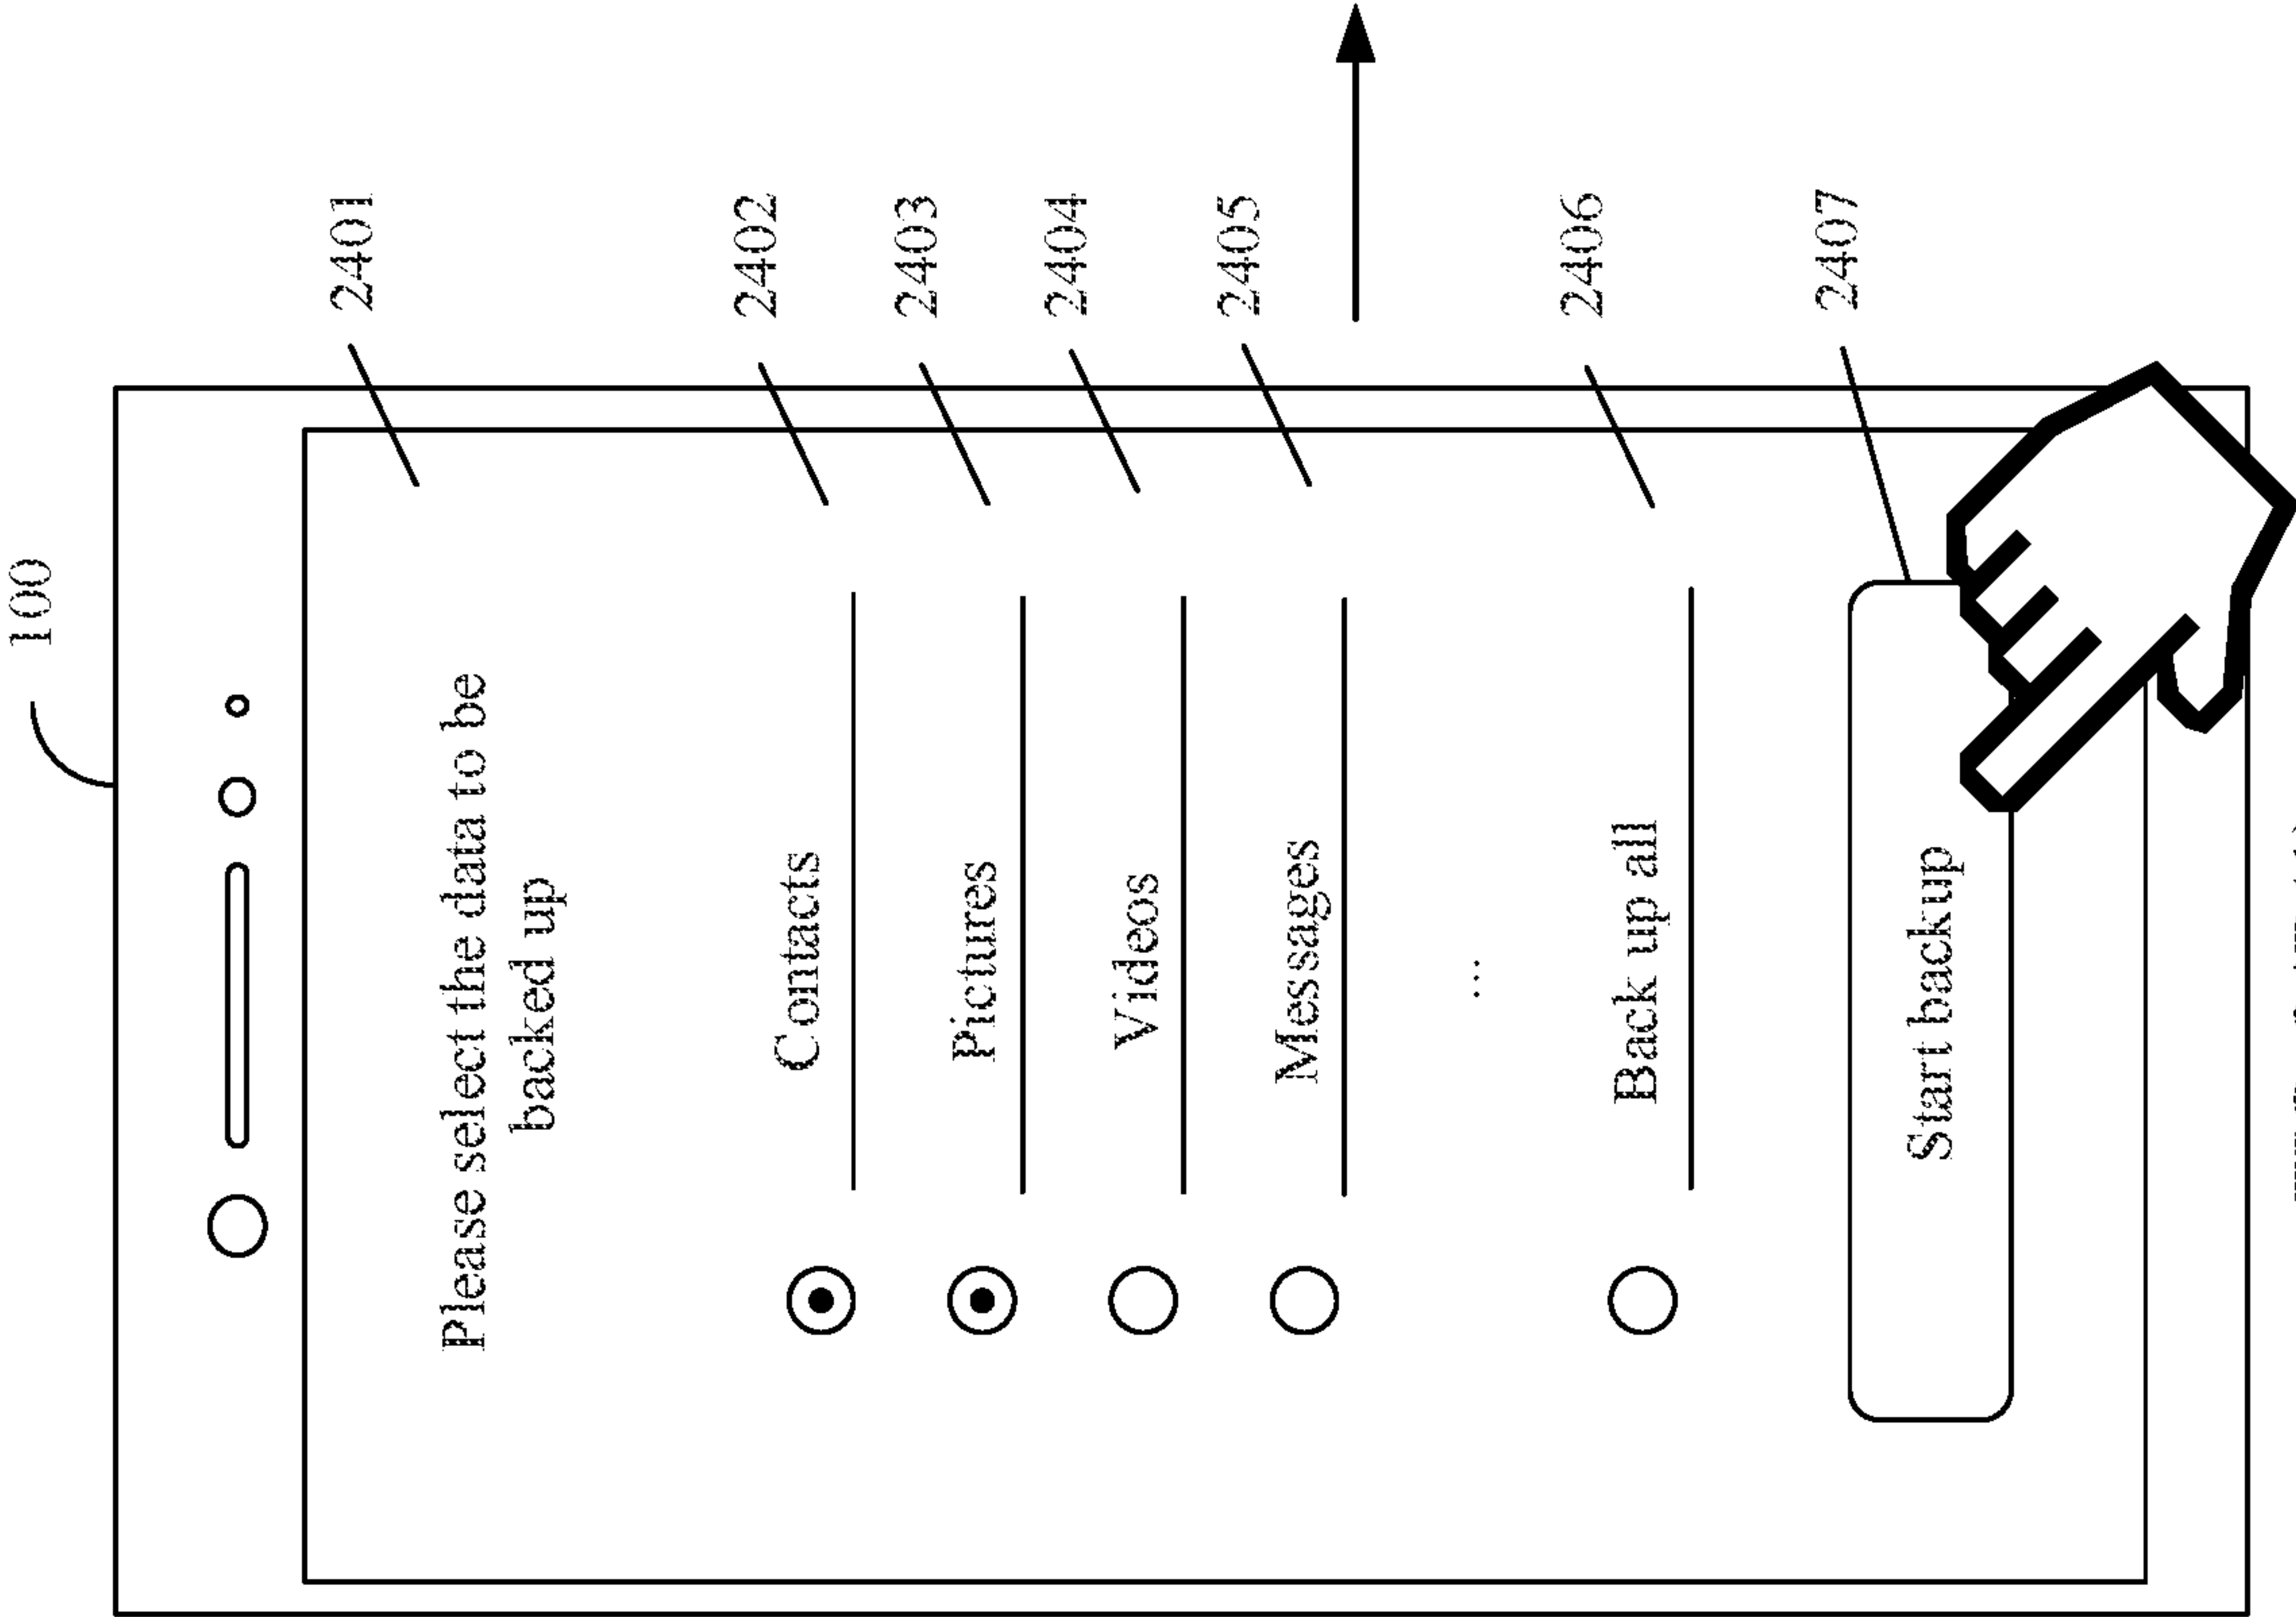 100
2401
Please select the data to be
backed up
Contacts
2402
Pictures
2403
Videos
2404
Messages
2405
...
Back up all
2406
Start backup
2407